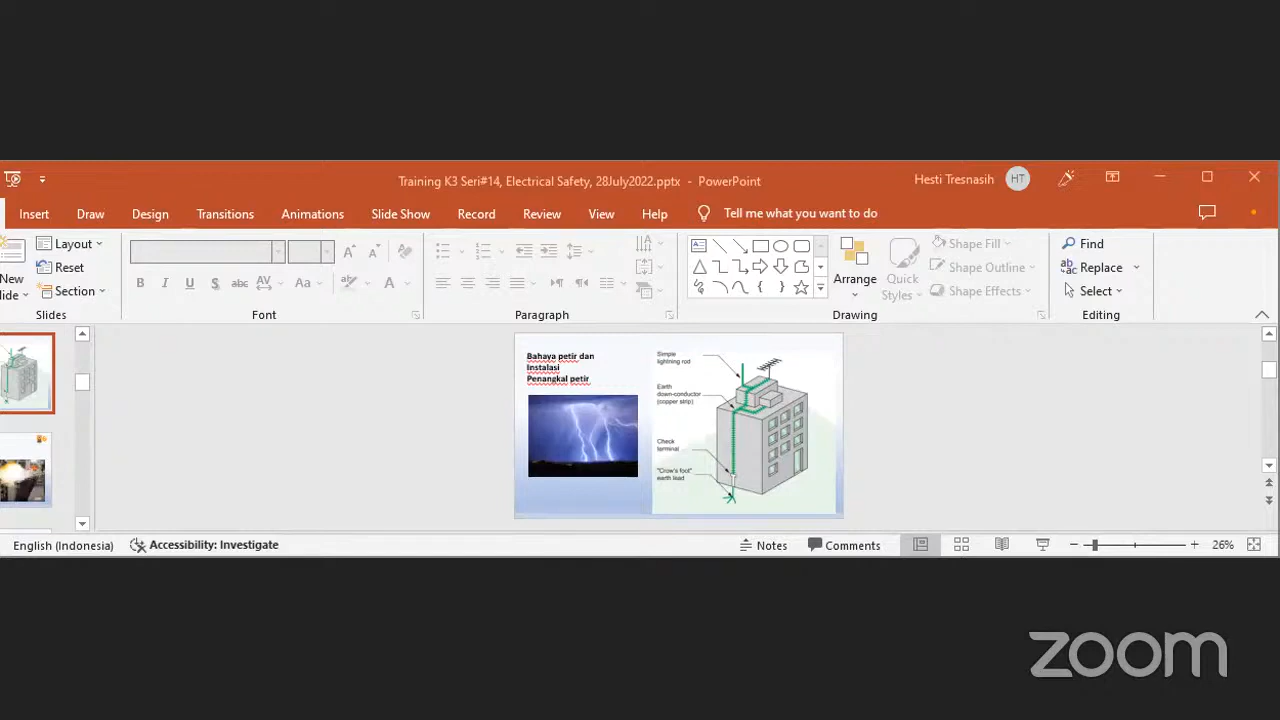 Training K3 Seri#14, Electrical Safety, 28July2022.pptx - PowerPoint
Hesti Tresnasih
HT
Insert
Draw
Design
Transitions
Animations
Slide Show
Record
Review
View
Help
Tell me what you want to do
New
Slide
Layout
Reset
Section
Slides
B I U S abc AV Aa A
Font
Paragraph
Arrange
Quick
Styles
Shape Fill
Shape Outline
Shape Effects
Drawing
Find
Replace
Select
Editing
Bahaya petir dan
Instalasi
Penangkal petir
Simple
lightning rod
Earth
down-conductor
(copper strip)
Check
terminal
"Crow's foot"
earth lead
English (Indonesia)
Accessibility: Investigate
Notes
Comments
26%
zoom